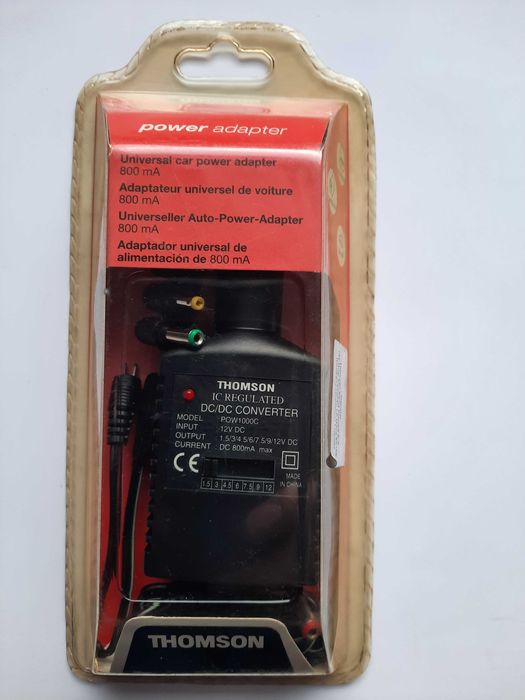 power adapter
Universal car power adapter
800 mA
Adaptateur universel de voiture
800 mA
Universeller Auto-Power-Adapter
800 mA
Adaptador universal de
alimentación de 800 mA
THOMSON
IC REGULATED
DC/DC CONVERTER
MODEL : POW1000C
INPUT : 12V DC
OUTPUT : 1.5/3/4.5/6/7.5/9/12V DC
CURRENT : DC 800mA max
CE
MADE
IN CHINA
1.5 3 4.5 6 7.5 9 12
THOMSON